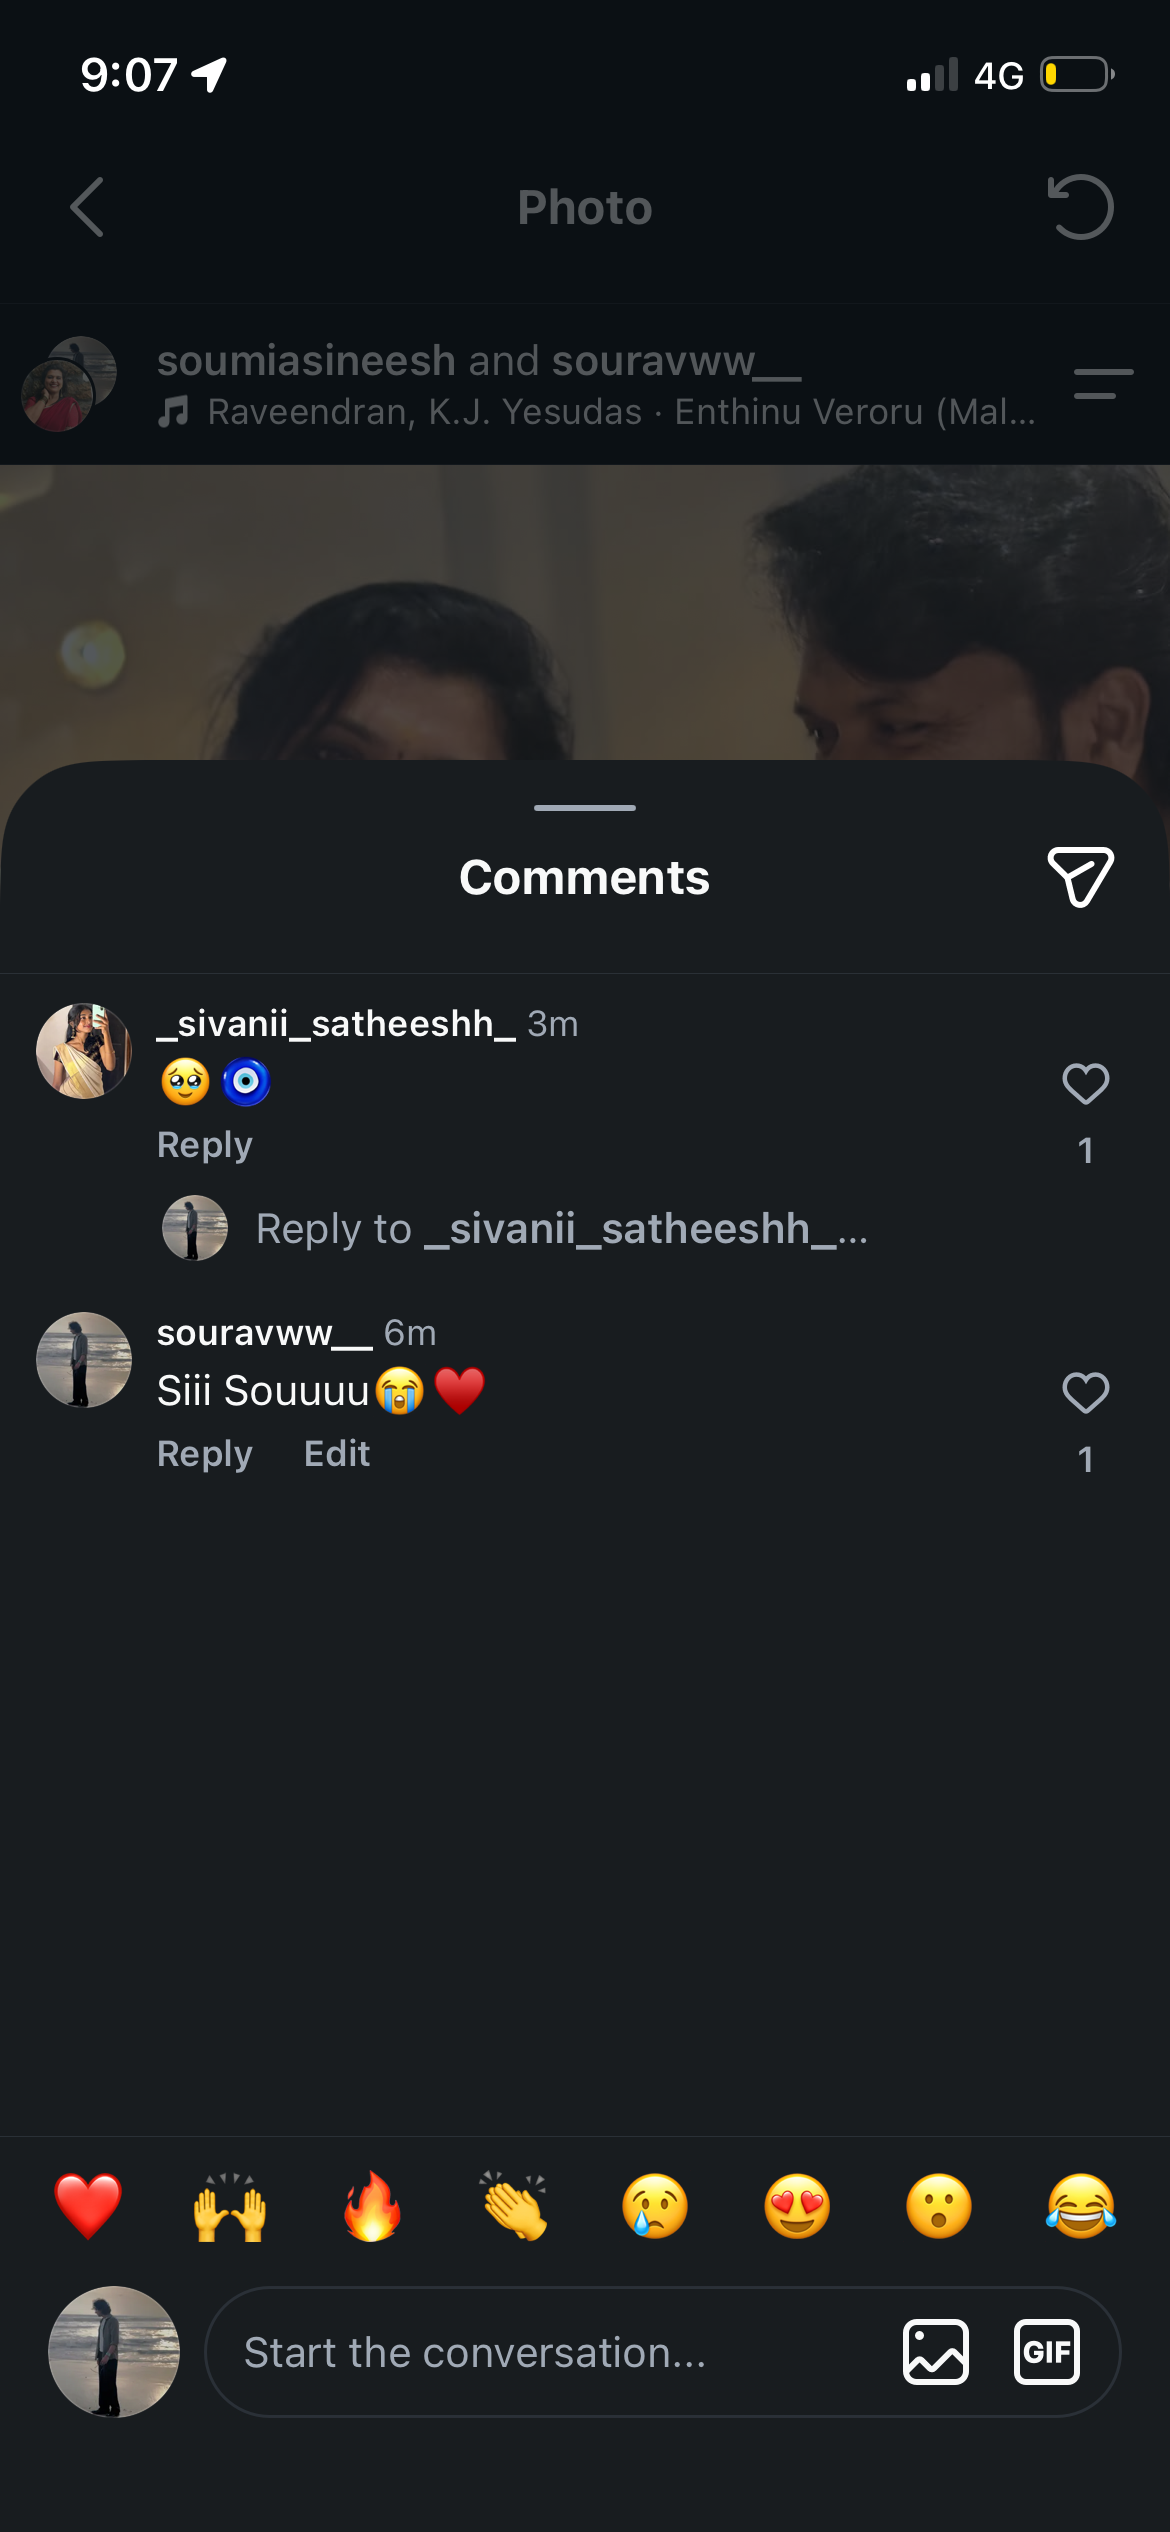 9:07
4G
Photo
soumiasineesh and souravww__
Raveendran, K.J. Yesudas · Enthinu Veroru (Mal...
Comments
_sivanii_satheeshh_ 3m
🥹🧿
Reply
1
Reply to _sivanii_satheeshh_...
souravww__ 6m
Siii Souuuu😭♥️
Reply Edit
1
❤️🙌🔥👏😢😍😮😂
Start the conversation...
GIF